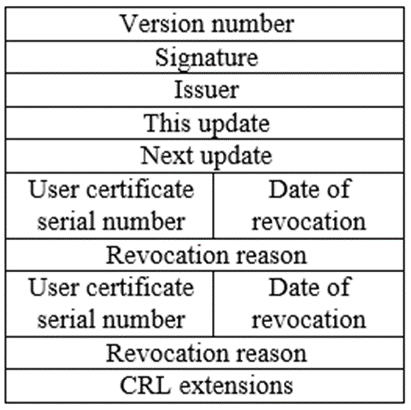 Version number
Signature
Issuer
This update
Next update
User certificate serial number
Date of revocation
Revocation reason
User certificate serial number
Date of revocation
Revocation reason
CRL extensions